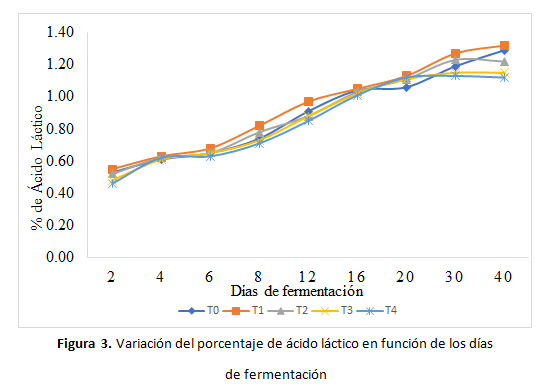 1.40
1.20
1.00
0.80
0.60
0.40
0.20
0.00
% de Ácido Láctico
2 4 6 8 12 16 20 30 40
Días de fermentación
T0 T1 T2 T3 T4
Figura 3. Variación del porcentaje de ácido láctico en función de los días
de fermentación